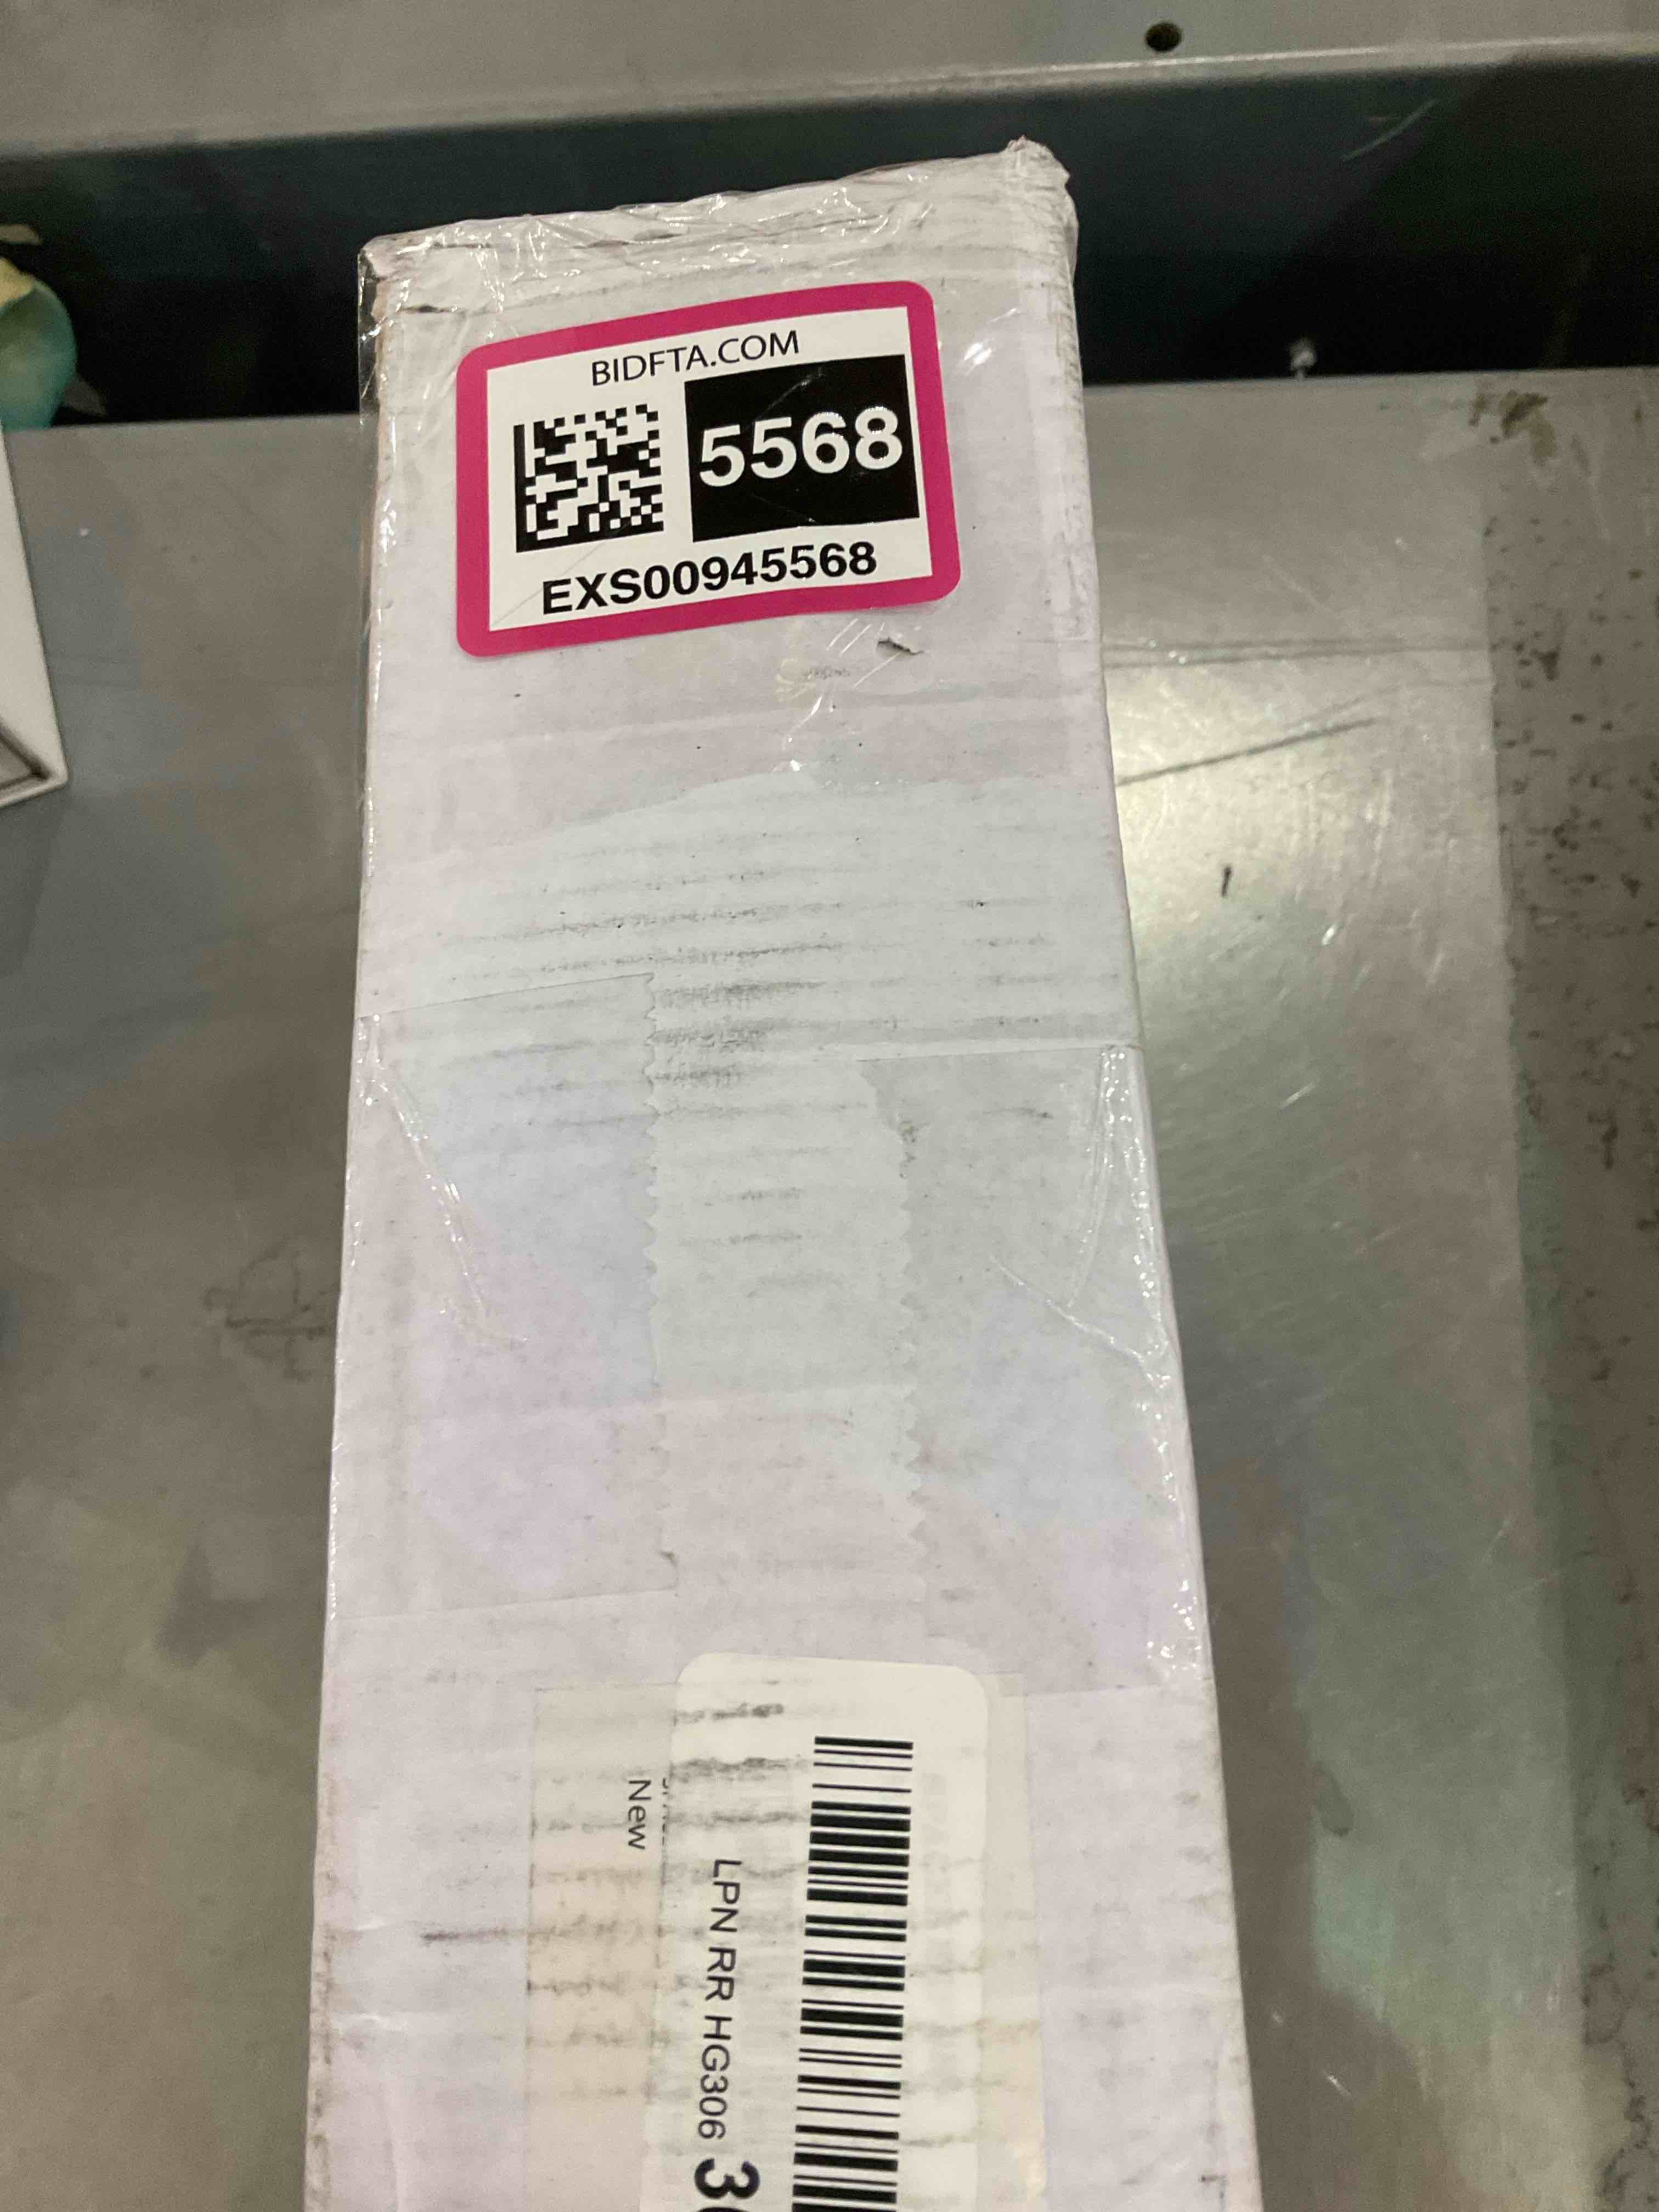 BIDFTA.COM
5568
EXS00945568
New
LPN RR HG306